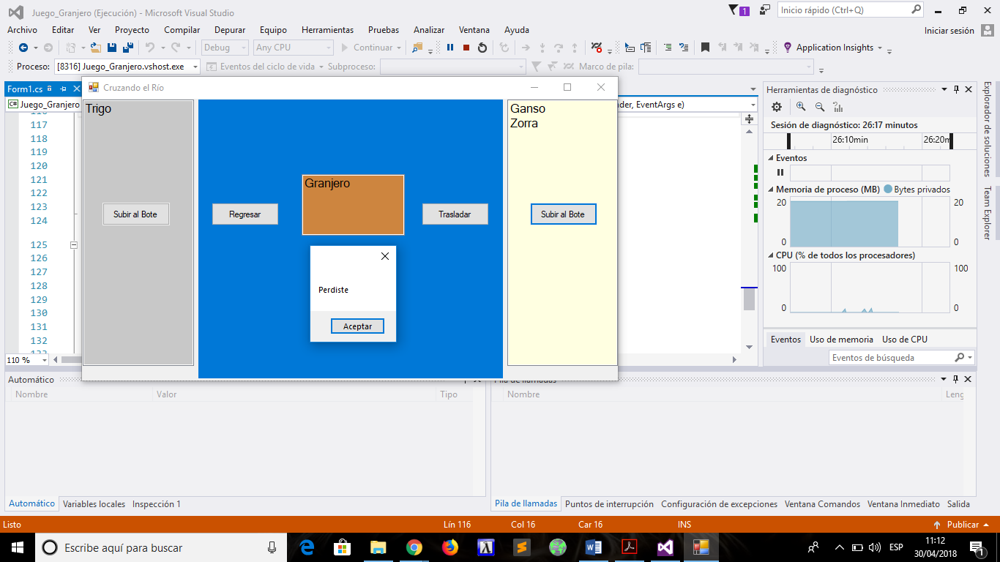 Juego_Granjero (Ejecución) - Microsoft Visual Studio
1
Inicio rápido (Ctrl+Q)
Archivo Editar Ver Proyecto Compilar Depurar Equipo Herramientas Pruebas Analizar Ventana Ayuda
Iniciar sesión
Debug Any CPU Continuar Application Insights
Proceso: [8316] Juego_Granjero.vshost.exe Eventos del ciclo de vida Subproceso: Marco de pila:
Form1.cs
Juego_Granjero
der, EventArgs e)
117
118
119
120
121
122
123
124
125
126
127
128
129
130
131
132
110 %
Cruzando el Río
Trigo
Subir al Bote
Regresar
Granjero
Trasladar
Ganso
Zorra
Subir al Bote
Perdiste
Aceptar
Herramientas de diagnóstico
Sesión de diagnóstico: 26:17 minutos
26:10min 26:20m
Eventos
Memoria de proceso (MB) Bytes privados
20 20
0 0
CPU (% de todos los procesadores)
100 100
0 0
Eventos Uso de memoria Uso de CPU
Eventos de búsqueda
Explorador de soluciones
Team Explorer
Automático
Nombre Valor Tipo
Automático Variables locales Inspección 1
Pila de llamadas
Nombre Leng
Pila de llamadas Puntos de interrupción Configuración de excepciones Ventana Comandos Ventana Inmediato Salida
Listo Lín 116 Col 16 Car 16 INS Publicar
Escribe aquí para buscar
ESP
11:12
30/04/2018
1